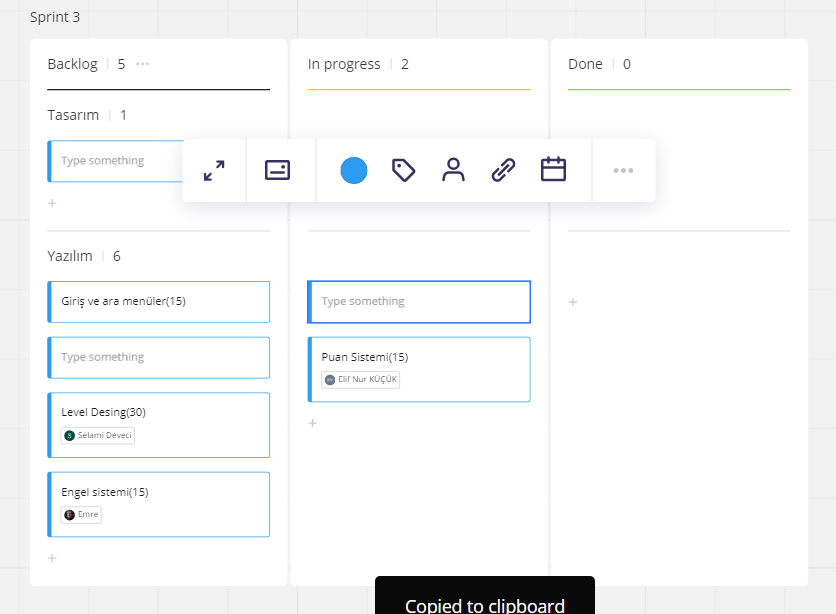 Sprint 3
Backlog 5 ...
In progress 2
Done 0
Tasarım 1
Type something
+
Yazılım 6
Giriş ve ara menüler(15)
Type something
Level Desing(30)
S Selami Deveci
Engel sistemi(15)
Emre
+
Type something
Puan Sistemi(15)
Elif Nur KÜÇÜK
+
+
Copied to clipboard